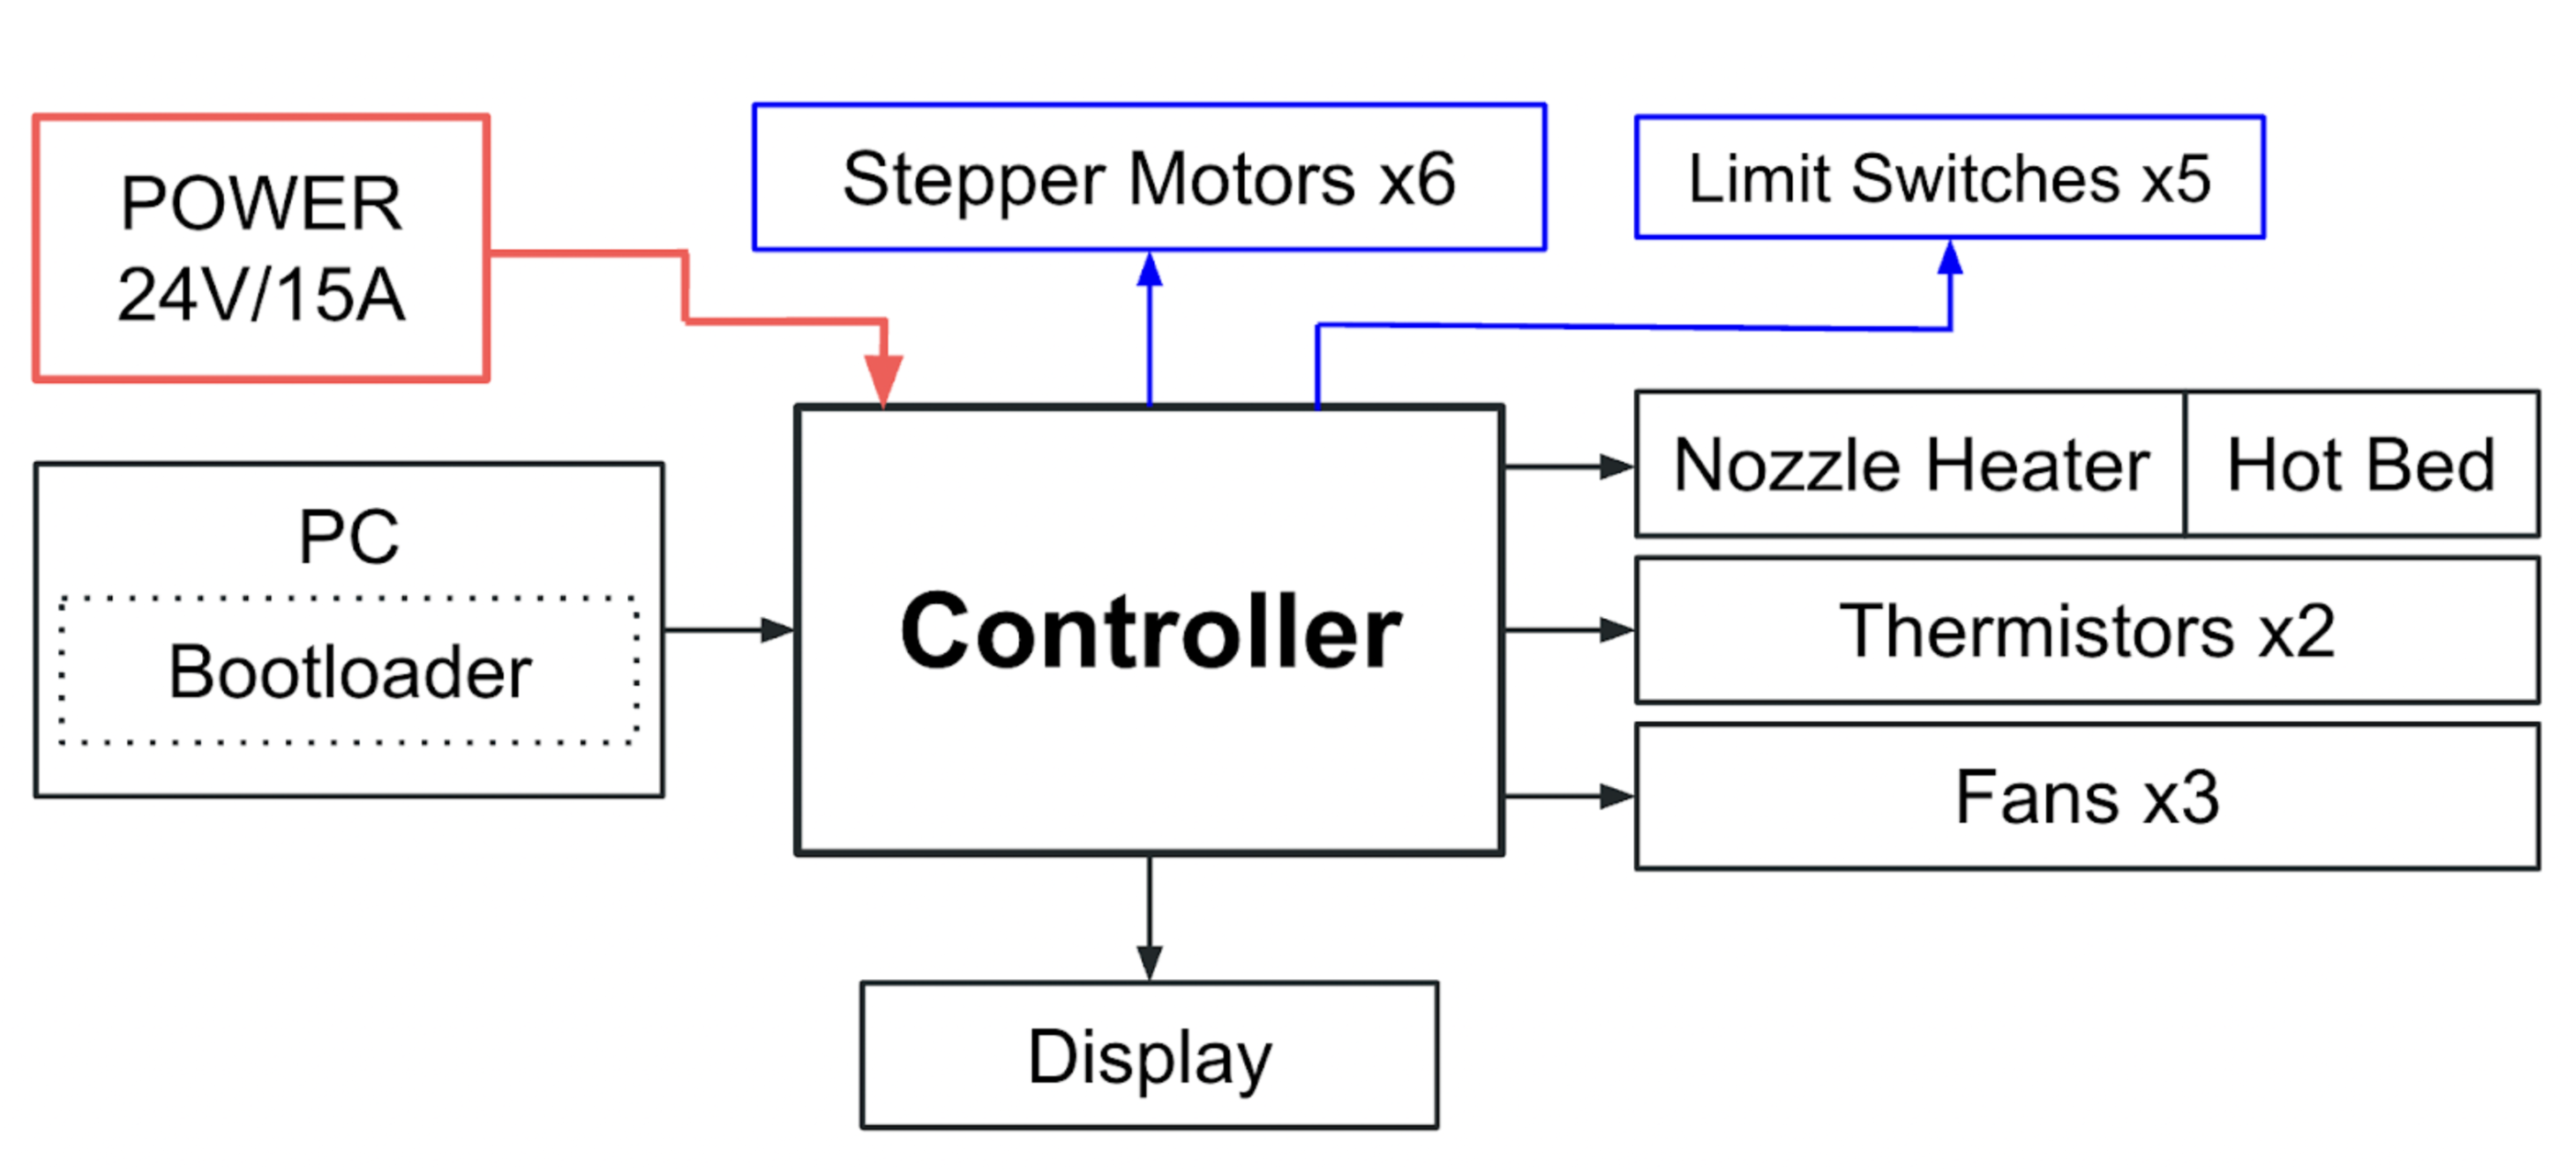 POWER
24V/15A
Stepper Motors x6
Limit Switches x5
PC
Bootloader
Controller
Nozzle Heater
Hot Bed
Thermistors x2
Fans x3
Display